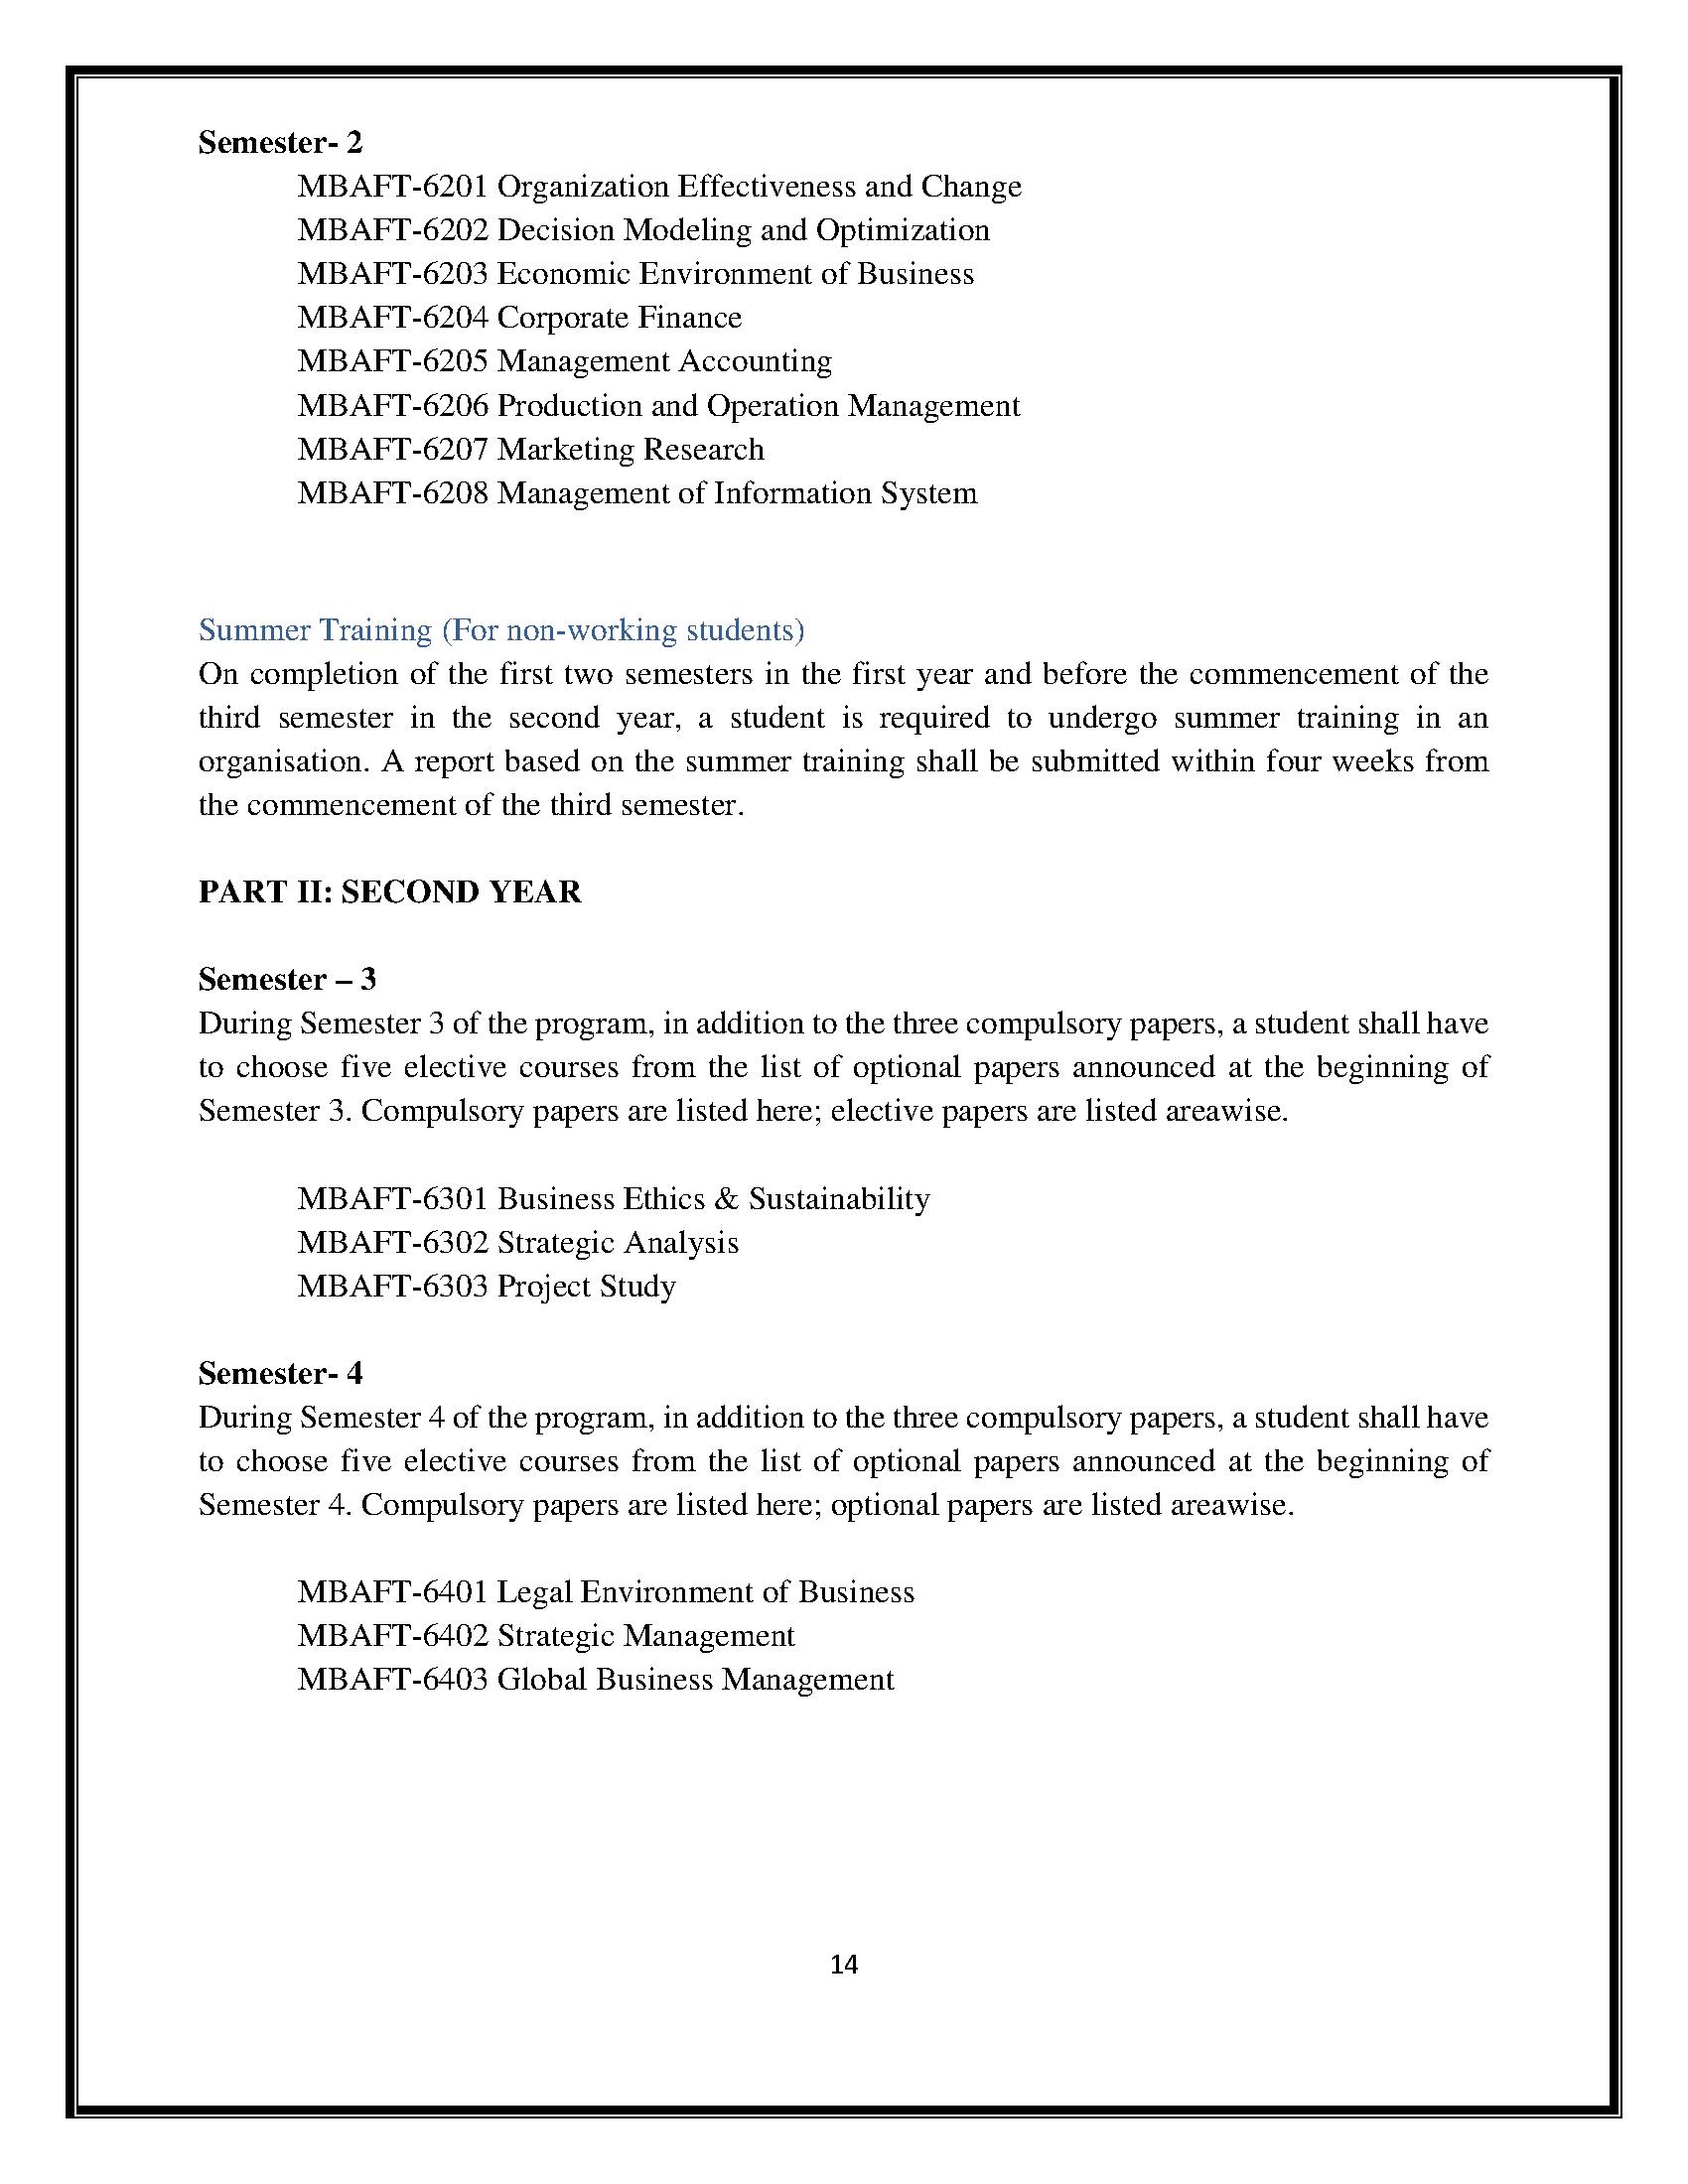 Semester- 2
MBAFT-6201 Organization Effectiveness and Change
MBAFT-6202 Decision Modeling and Optimization
MBAFT-6203 Economic Environment of Business
MBAFT-6204 Corporate Finance
MBAFT-6205 Management Accounting
MBAFT-6206 Production and Operation Management
MBAFT-6207 Marketing Research
MBAFT-6208 Management of Information System
Summer Training (For non-working students)
On completion of the first two semesters in the first year and before the commencement of the
third semester in the second year, a student is required to undergo summer training in an
organisation. A report based on the summer training shall be submitted within four weeks from
the commencement of the third semester.
PART II: SECOND YEAR
Semester – 3
During Semester 3 of the program, in addition to the three compulsory papers, a student shall have
to choose five elective courses from the list of optional papers announced at the beginning of
Semester 3. Compulsory papers are listed here; elective papers are listed areawise.
MBAFT-6301 Business Ethics & Sustainability
MBAFT-6302 Strategic Analysis
MBAFT-6303 Project Study
Semester- 4
During Semester 4 of the program, in addition to the three compulsory papers, a student shall have
to choose five elective courses from the list of optional papers announced at the beginning of
Semester 4. Compulsory papers are listed here; optional papers are listed areawise.
MBAFT-6401 Legal Environment of Business
MBAFT-6402 Strategic Management
MBAFT-6403 Global Business Management
14